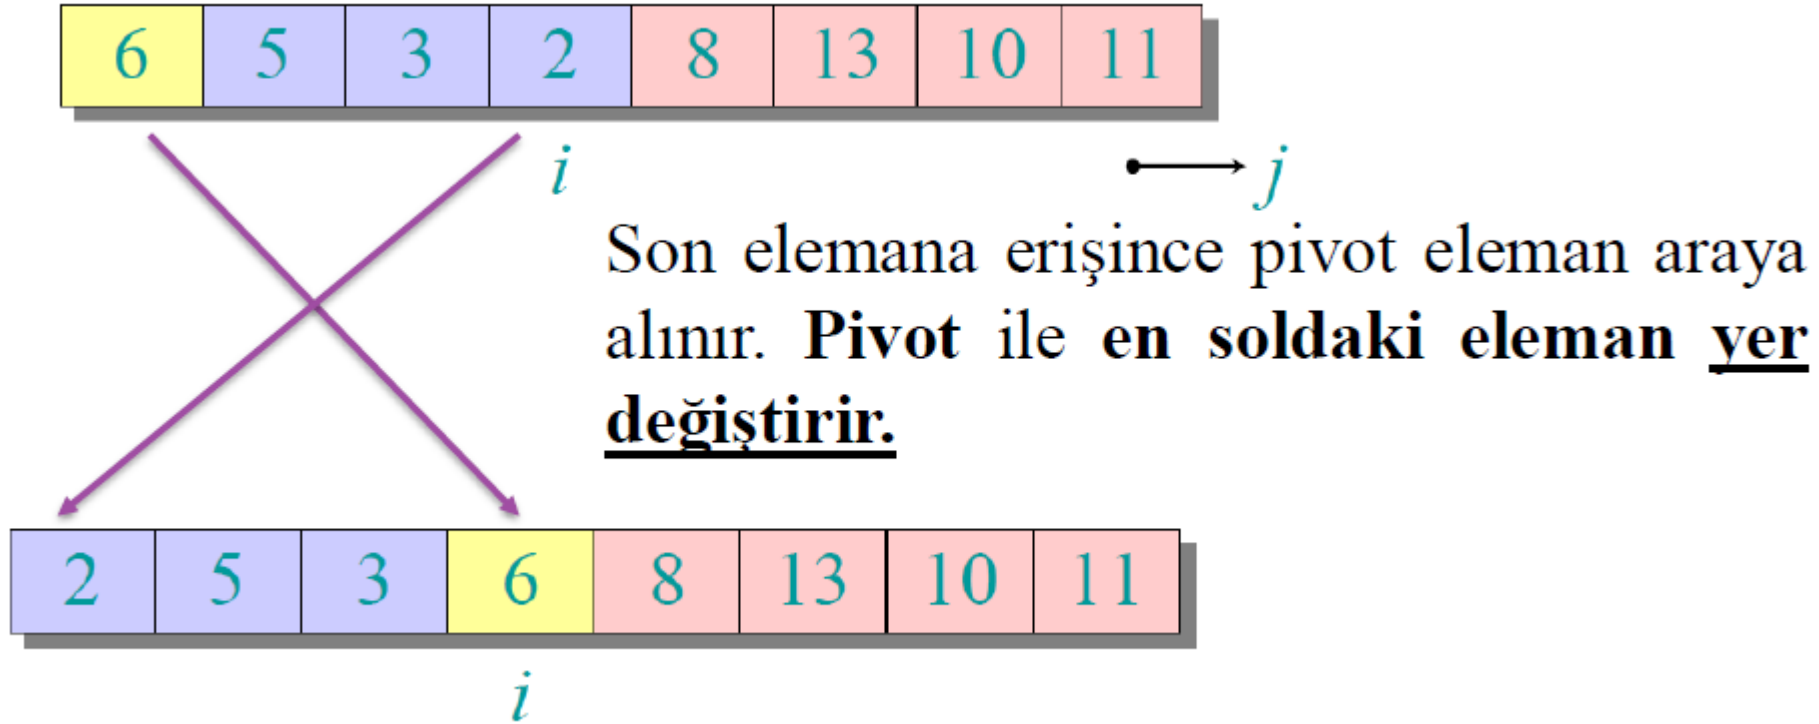 6 5 3 2 8 13 10 11
i j
Son elemana erişince pivot eleman araya
alınır. Pivot ile en soldaki eleman yer
değiştirir.
2 5 3 6 8 13 10 11
i